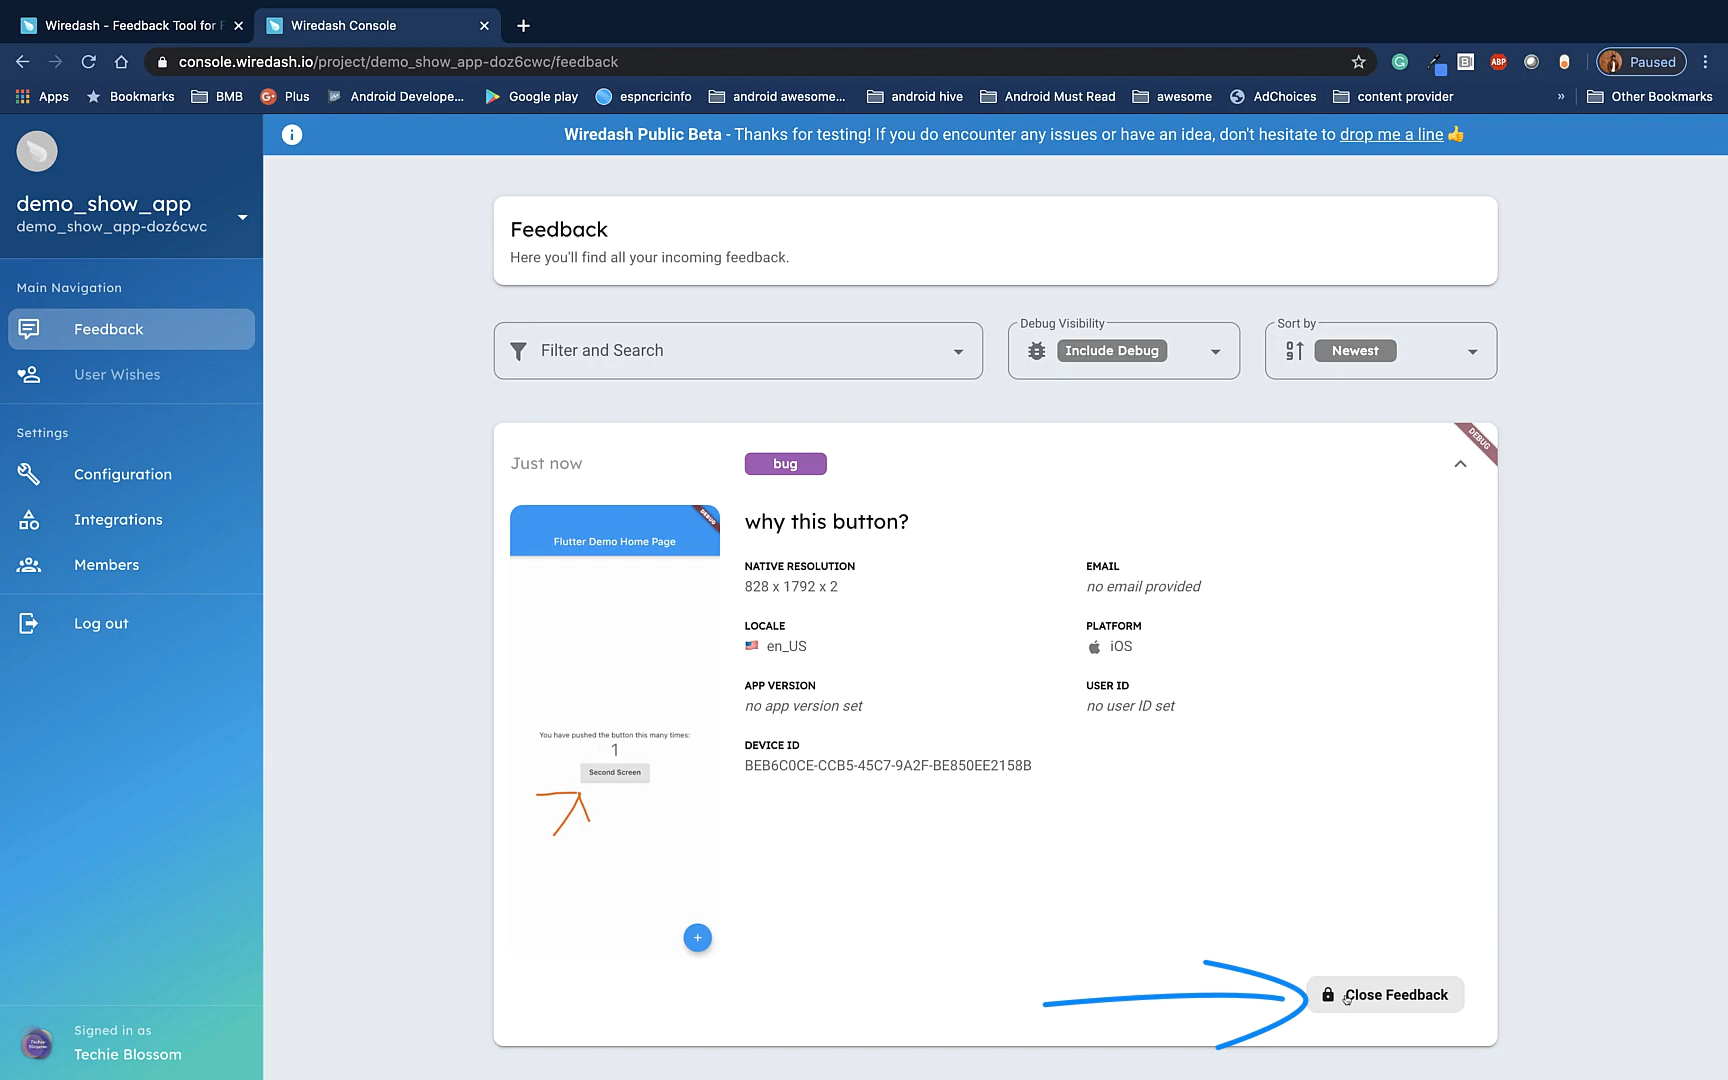 Wiredash - Feedback Tool for F
Wiredash Console
console.wiredash.io/project/demo_show_app-doz6cwc/feedback
ABP
Paused
Apps
Bookmarks
BMB
Plus
Android Develope...
Google play
espncricinfo
android awesome...
android hive
Android Must Read
awesome
AdChoices
content provider
»
Other Bookmarks
demo_show_app
demo_show_app-doz6cwc
Main Navigation
Feedback
User Wishes
Settings
Configuration
Integrations
Members
Log out
Signed in as
Techie Blossom
Wiredash Public Beta - Thanks for testing! If you do encounter any issues or have an idea, don't hesitate to drop me a line 👍
Feedback
Here you'll find all your incoming feedback.
Filter and Search
Debug Visibility
Include Debug
Sort by
Newest
Just now
bug
DEBUG
Flutter Demo Home Page
DEBUG
You have pushed the button this many times:
1
Second Screen
+
why this button?
NATIVE RESOLUTION
828 x 1792 x 2
EMAIL
no email provided
LOCALE
en_US
PLATFORM
iOS
APP VERSION
no app version set
USER ID
no user ID set
DEVICE ID
BEB6C0CE-CCB5-45C7-9A2F-BE850EE2158B
Close Feedback